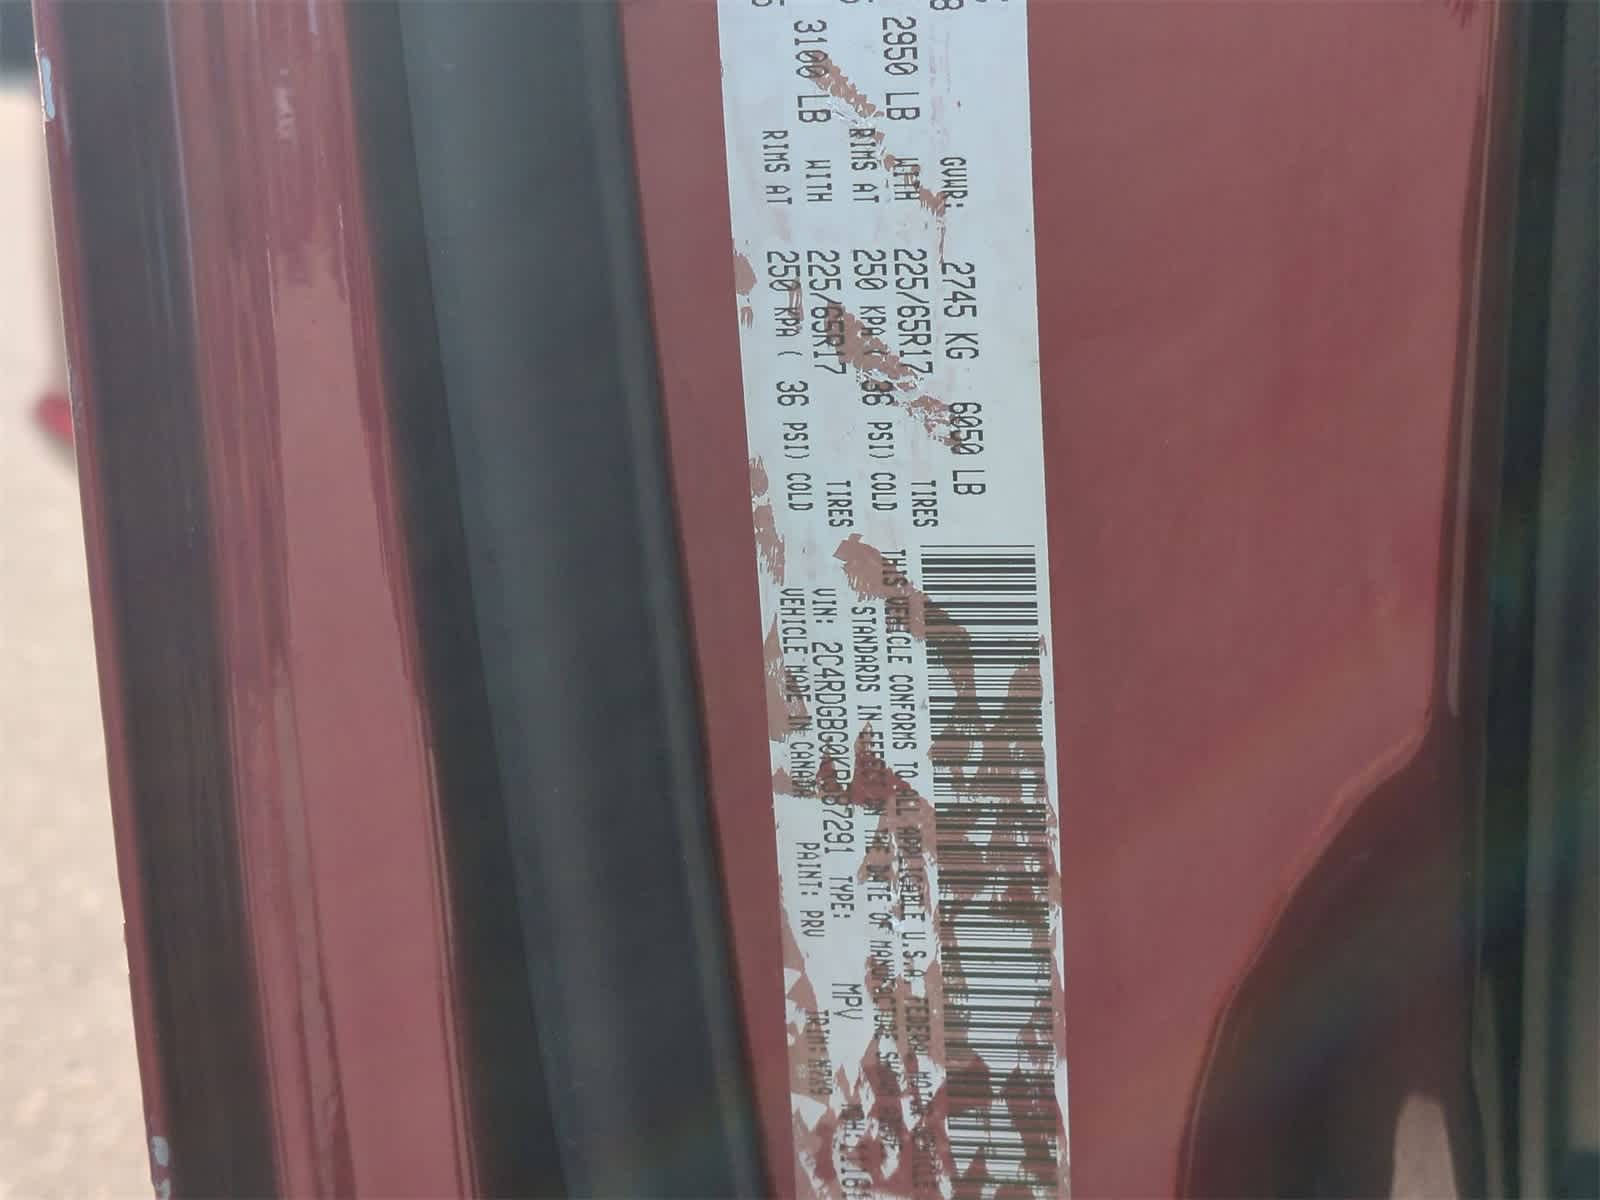 GVWR: 2745 KG 6050 LB
2950 LB WITH 225/65R17 TIRES
RIMS AT 250 KPA ( 36 PSI) COLD
3100 LB WITH 225/65R17 TIRES
RIMS AT 250 KPA ( 36 PSI) COLD
THIS VEHICLE CONFORMS TO ALL APPLICABLE U.S.A. FEDERAL MOTOR VEHICLE
STANDARDS IN EFFECT ON THE DATE OF MANUFACTURE SHOWN
VIN: TYPE: MPV
VEHICLE MADE IN CANADA PAINT: PRV TRIM: